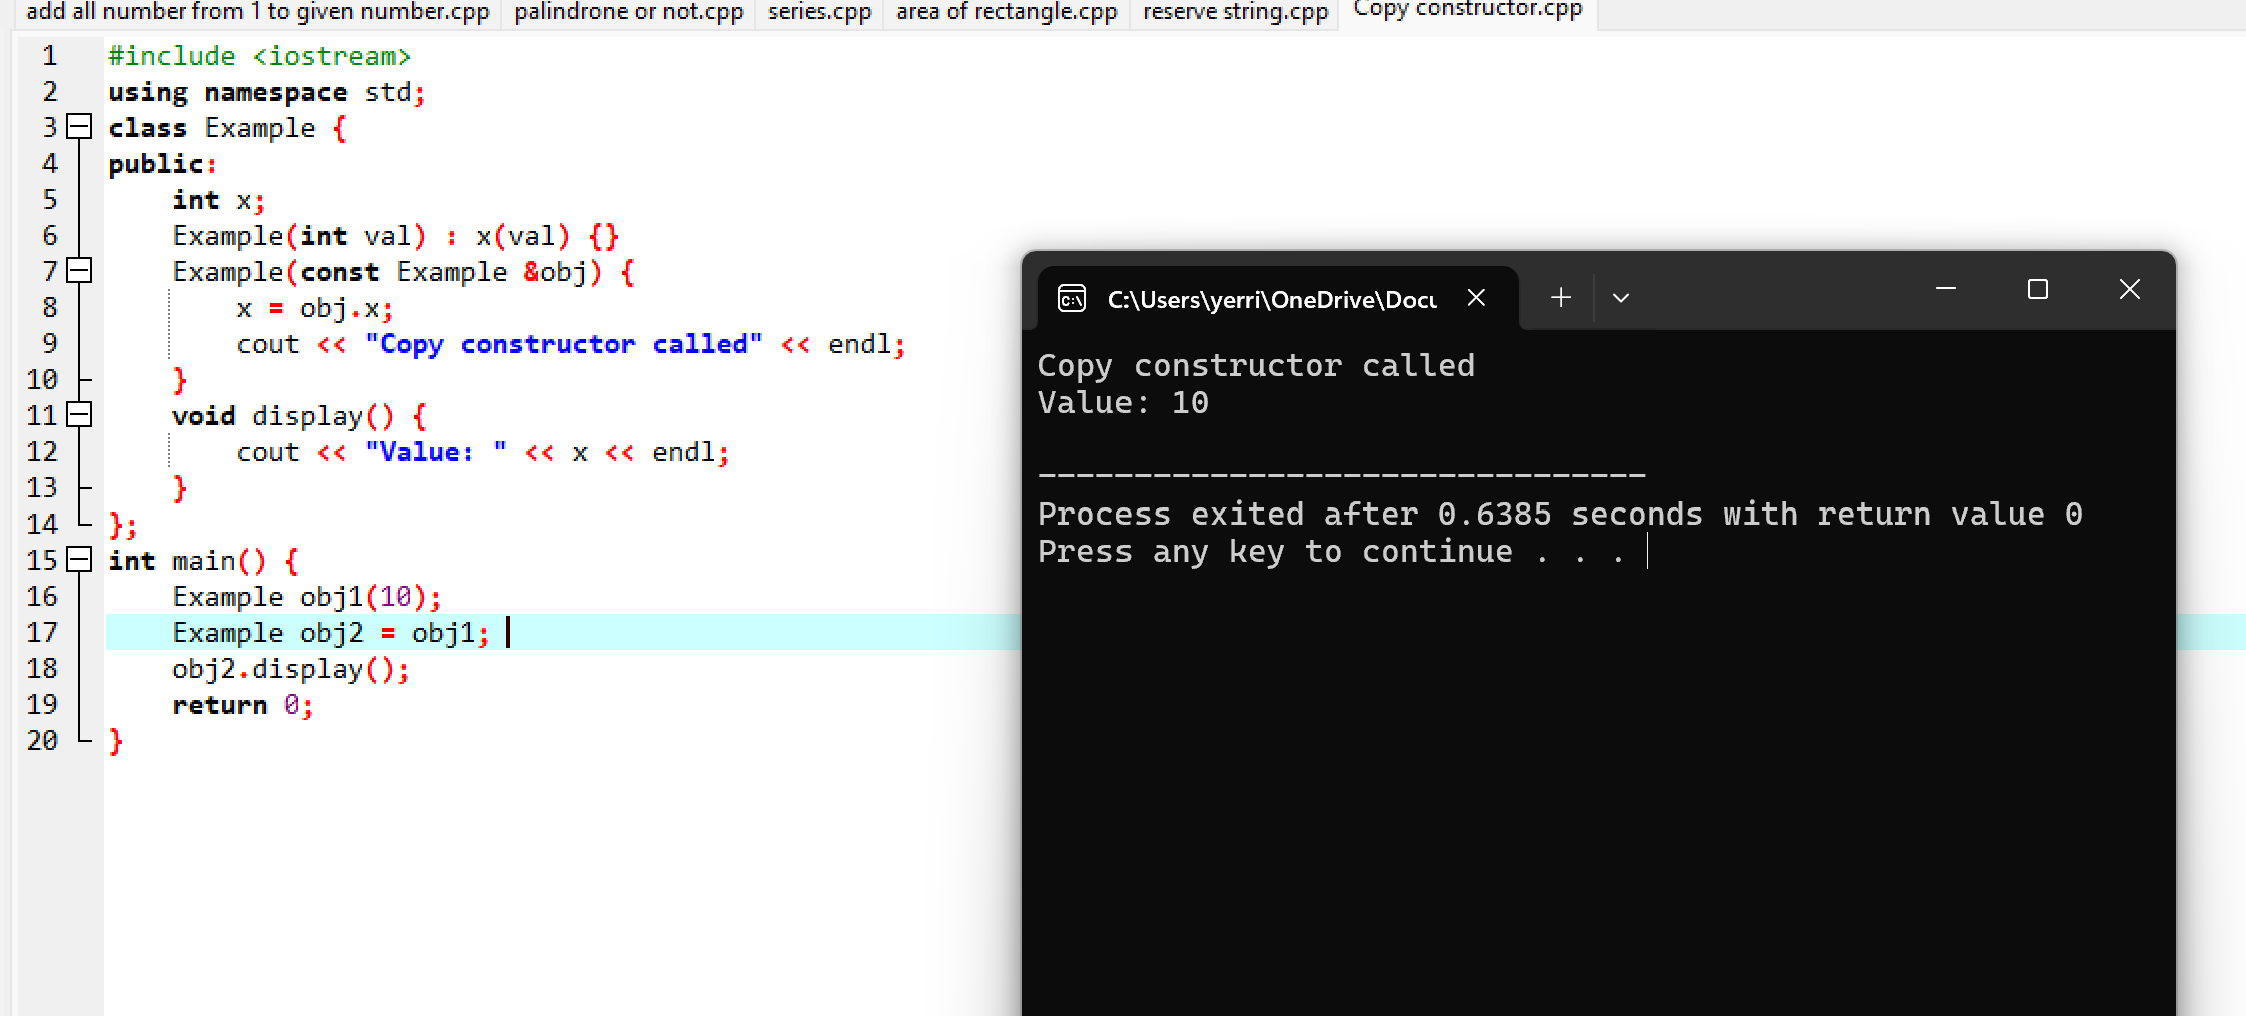 add all number from 1 to given number.cpp palindrone or not.cpp series.cpp area of rectangle.cpp reserve string.cpp Copy constructor.cpp
1 #include <iostream>
2 using namespace std;
3 class Example {
4 public:
5 int x;
6 Example(int val) : x(val) {}
7 Example(const Example &obj) {
8 x = obj.x;
9 cout << "Copy constructor called" << endl;
10 }
11 void display() {
12 cout << "Value: " << x << endl;
13 }
14 };
15 int main() {
16 Example obj1(10);
17 Example obj2 = obj1;
18 obj2.display();
19 return 0;
20 }
C:\Users\yerri\OneDrive\Docu
Copy constructor called
Value: 10
--------------------------------
Process exited after 0.6385 seconds with return value 0
Press any key to continue . . .